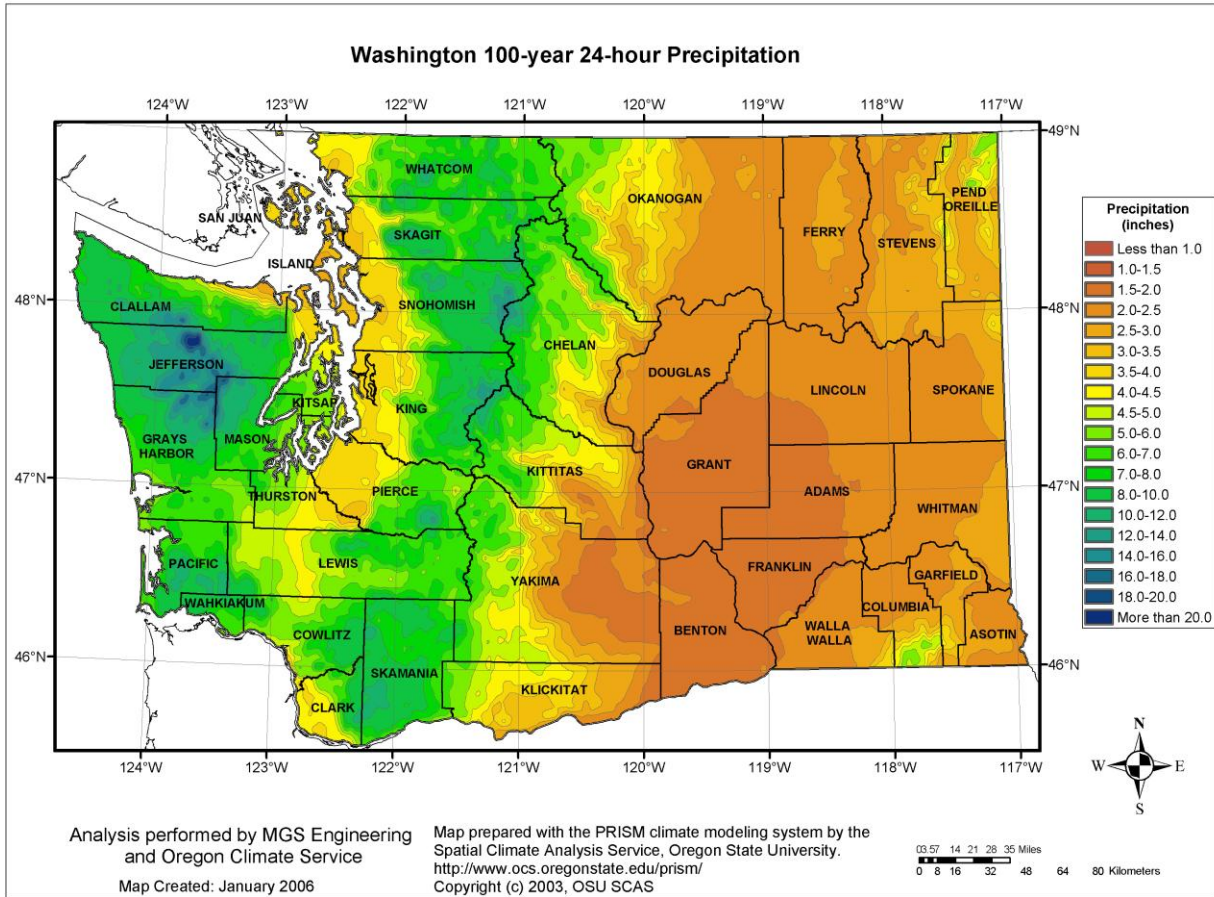 Washington 100-year 24-hour Precipitation
124°W 123°W 122°W 121°W 120°W 119°W 118°W 117°W
49°N
48°N
47°N
46°N
49°N
48°N
47°N
46°N
WHATCOM
SAN JUAN
SKAGIT
ISLAND
SNOHOMISH
CLALLAM
JEFFERSON
KITSAP
KING
GRAYS
HARBOR
MASON
THURSTON
PIERCE
PACIFIC
LEWIS
WAHKIAKUM
COWLITZ
SKAMANIA
CLARK
OKANOGAN
FERRY
STEVENS
PEND
OREILLE
CHELAN
DOUGLAS
LINCOLN
SPOKANE
KITTITAS
GRANT
ADAMS
WHITMAN
YAKIMA
FRANKLIN
GARFIELD
COLUMBIA
BENTON
WALLA
WALLA
ASOTIN
KLICKITAT
124°W 123°W 122°W 121°W 120°W 119°W 118°W 117°W
Precipitation
(inches)
Less than 1.0
1.0-1.5
1.5-2.0
2.0-2.5
2.5-3.0
3.0-3.5
3.5-4.0
4.0-4.5
4.5-5.0
5.0-6.0
6.0-7.0
7.0-8.0
8.0-10.0
10.0-12.0
12.0-14.0
14.0-16.0
16.0-18.0
18.0-20.0
More than 20.0
N
W E
S
Analysis performed by MGS Engineering
and Oregon Climate Service
Map Created: January 2006
Map prepared with the PRISM climate modeling system by the
Spatial Climate Analysis Service, Oregon State University.
http://www.ocs.oregonstate.edu/prism/
Copyright (c) 2003, OSU SCAS
03.57 14 21 28 35 Miles
0 8 16 32 48 64 80 Kilometers